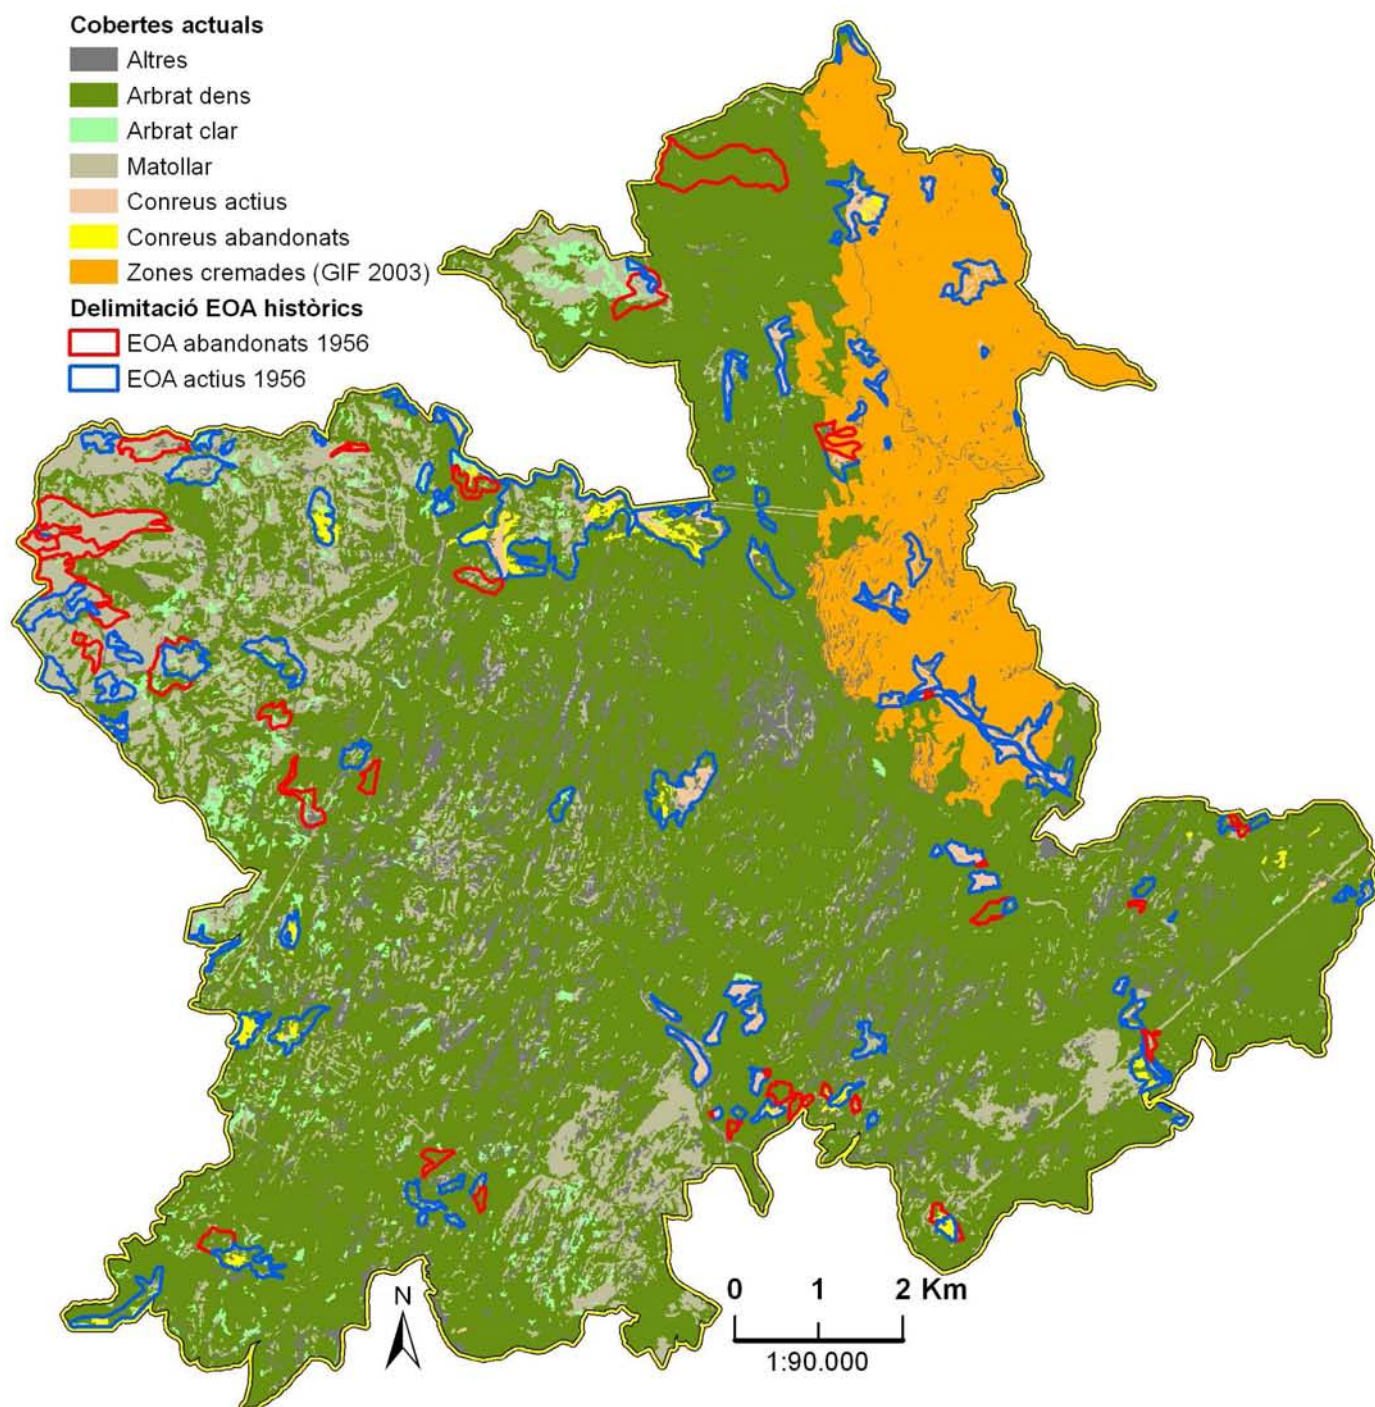 Cobertes actuals
Altres
Arbrat dens
Arbrat clar
Matollar
Conreus actius
Conreus abandonats
Zones cremades (GIF 2003)
Delimitació EOA històrics
EOA abandonats 1956
EOA actius 1956
N
0 1 2 Km
1:90.000